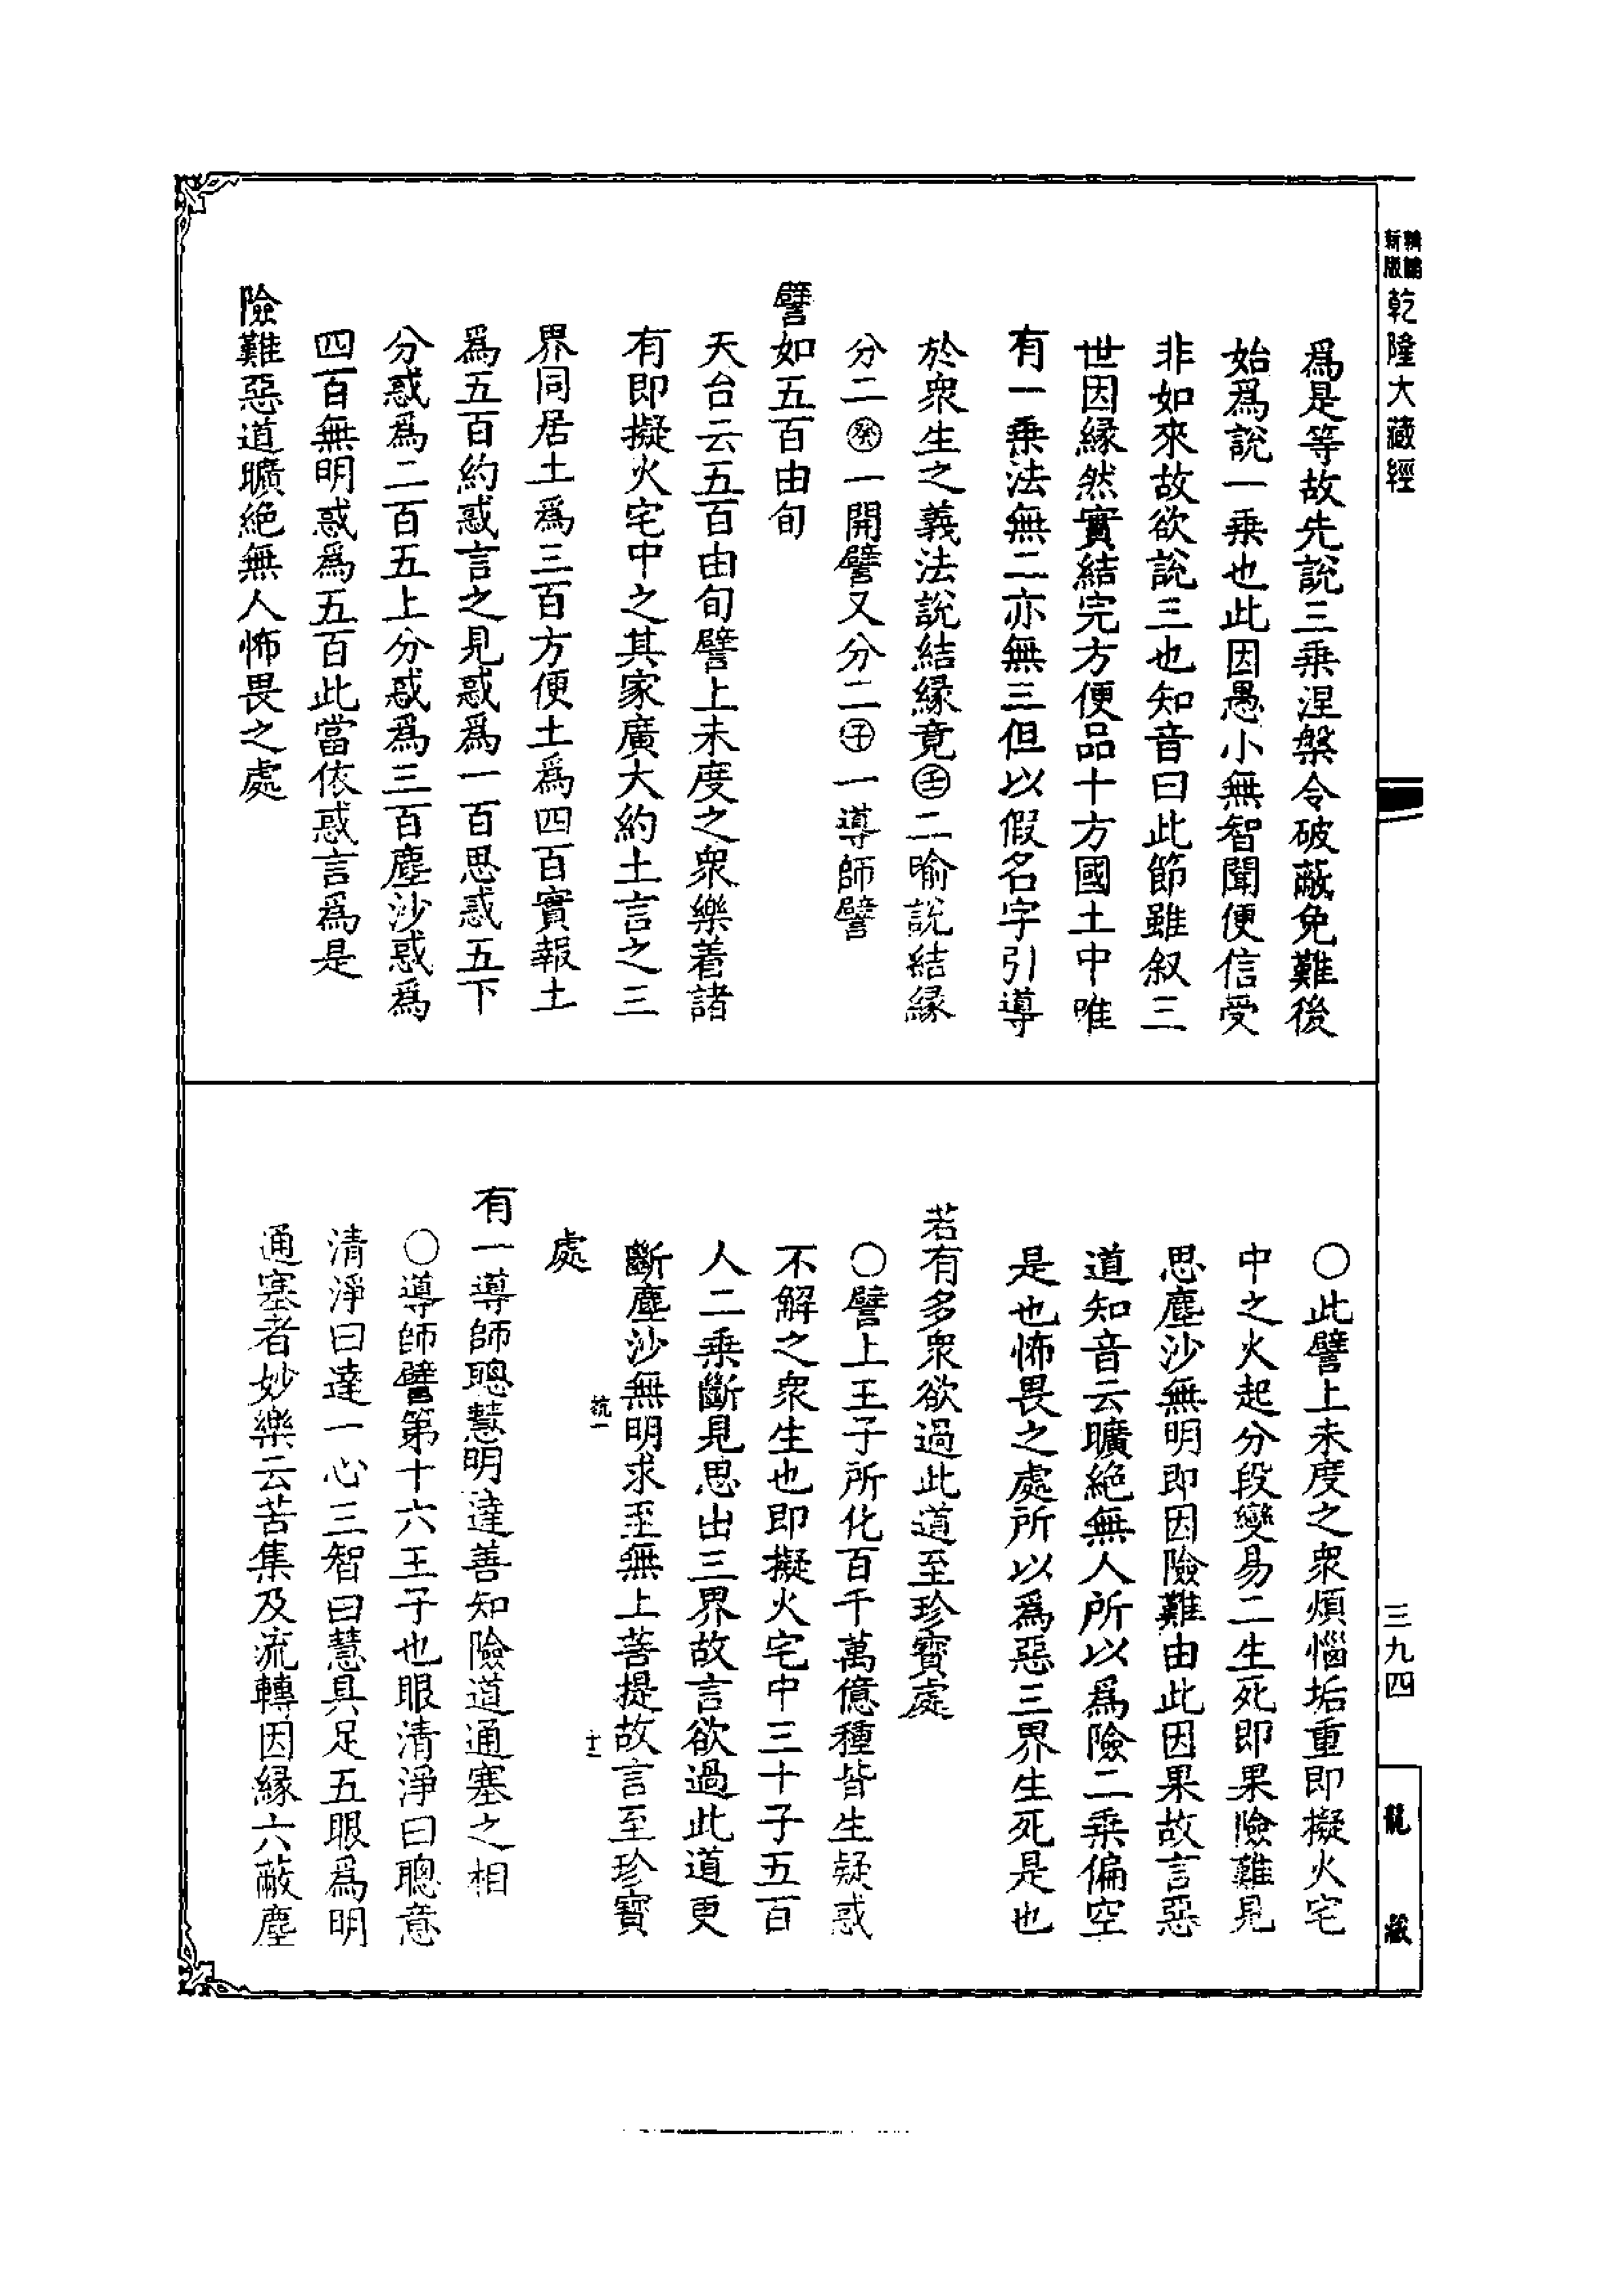 新編
縮版
乾隆大藏經
三九四
龍藏
爲是等故先説三乗涅槃令破蔽免難後
始爲説一乗也此因愚小無智聞便信受
非如來故欲説三也知音曰此節雖叙三
世因緣然實結完方便品十方國土中唯
有一乗法無二亦無三但以假名字引導
於衆生之義法説結緣竟㊋二喻説結緣
分二㊌一開譬又分二㊍一導師譬
譬如五百由旬
天台云五百由旬譬上未度之衆樂着諸
有即擬火宅中之其家廣大約土言之三
界同居土爲三百方便土爲四百實報土
爲五百約惑言之見惑爲一百思惑五下
分惑爲二百五上分惑爲三百塵沙惑爲
四百無明惑爲五百此當依惑言爲是
險難惡道曠絶無人怖畏之處
〇此譬上未度之衆煩惱垢重即擬火宅
中之火起分段變易二生死即果險難見
思塵沙無明即因險難由此因果故言惡
道知音云曠絶無人所以爲險二乗偏空
是也怖畏之處所以爲惡三界生死是也
若有多衆欲過此道至珍寶處
〇譬上王子所化百千萬億種皆生疑惑
不解之衆生也即擬火宅中三十子五百
人二乗斷見思出三界故言欲過此道更
斷塵沙無明求至無上菩提故言至珍寶
處
有一導師聰慧明達善知險道通塞之相
〇導師譬第十六王子也眼清淨曰聰意
清淨曰達一心三智曰慧具足五眼爲明
通塞者妙樂云苦集及流轉因緣六蔽塵